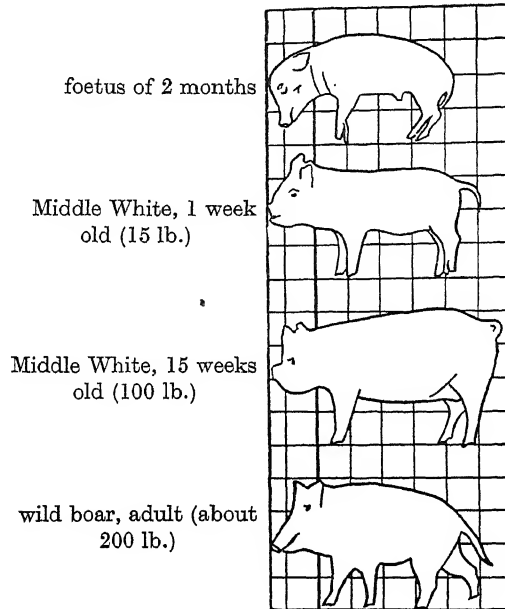 foetus of 2 months
Middle White, 1 week
old (15 lb.)
Middle White, 15 weeks
old (100 lb.)
wild boar, adult (about
200 lb.)